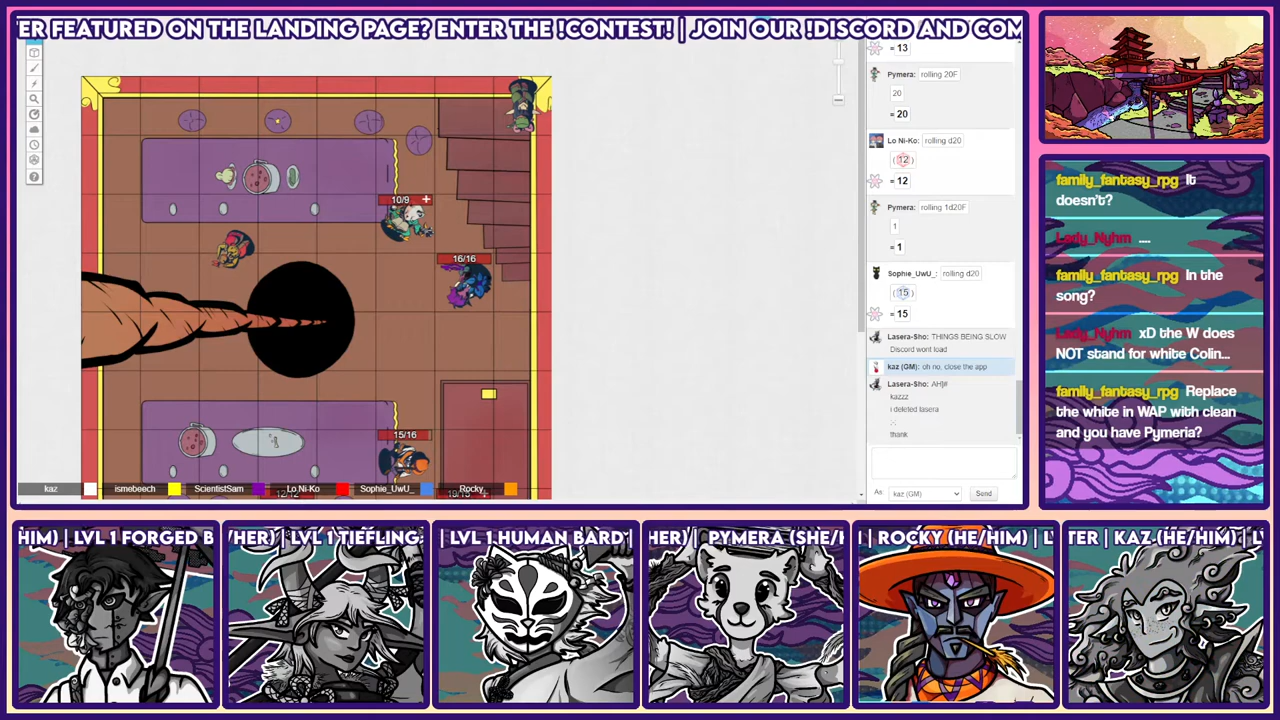 ER FEATURED ON THE LANDING PAGE? ENTER THE !CONTEST! | JOIN OUR !DISCORD AND COM
= 13
Pymera: rolling 20F
20
= 20
Lo Ni-Ko: rolling d20
(12)
= 12
Pymera: rolling 1d20F
1
= 1
Sophie_UwU_: rolling d20
(15)
= 15
Lasera-Sho: THINGS BEING SLOW
Discord wont load
kaz (GM): oh no, close the app
Lasera-Sho: AH]#
kazzz
i deleted lasera
thank
As: kaz (GM) Send
10/9
16/16
15/16
12/12
kaz ismebeech ScientistSam Lo Ni-Ko Sophie_UwU_ Rocky
family_fantasy_rpg It
doesn't?
Lady_Nyhm ....
family_fantasy_rpg In the
song?
Lady_Nyhm xD the W does
NOT stand for white Colin...
family_fantasy_rpg Replace
the white in WAP with clean
and you have Pymeria?
HIM) | LVL 1 FORGED B
/HER) | LVL 1 TIEFLING
| LVL 1 HUMAN BARD
HER) | PYMERA (SHE/H
| ROCKY (HE/HIM) | LV
TER | KAZ (HE/HIM) | LV